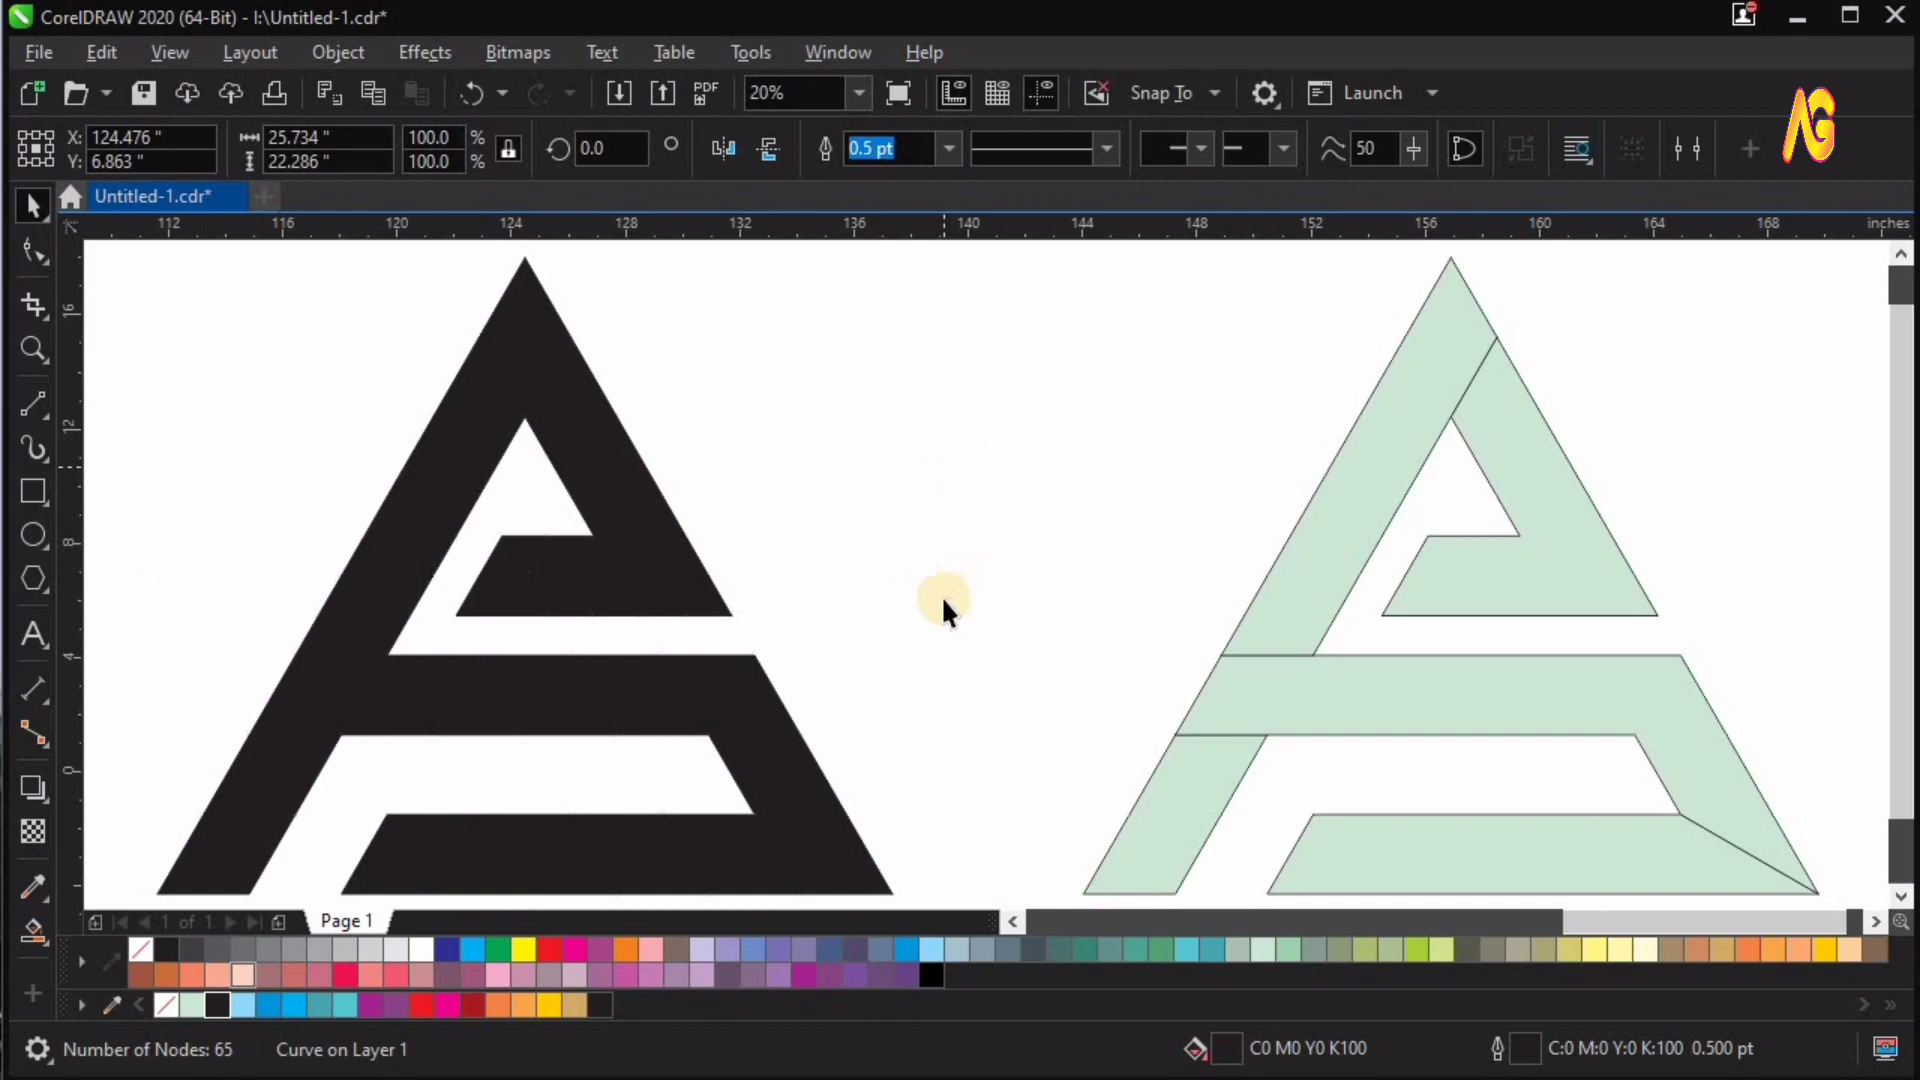 CorelDRAW 2020 (64-Bit) - I:\Untitled-1.cdr*
File Edit View Layout Object Effects Bitmaps Text Table Tools Window Help
PDF 20% Snap To Launch
AG
X: 124.476 " 25.734 " 100.0 % 0.0 0.5 pt 50
Y: 6.863 " 22.286 " 100.0 %
Untitled-1.cdr*
112 116 120 124 128 132 136 140 144 148 152 156 160 164 168 inches
16
12
8
4
0
1 of 1 Page 1
Number of Nodes: 65 Curve on Layer 1 C0 M0 Y0 K100 C:0 M:0 Y:0 K:100 0.500 pt